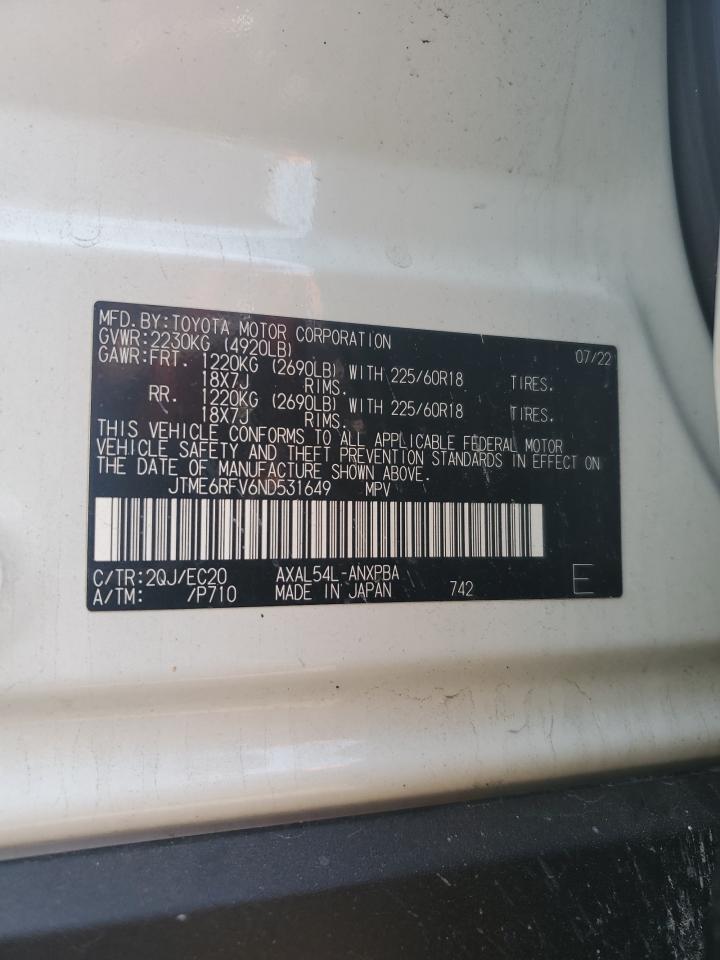 MFD. BY:TOYOTA MOTOR CORPORATION 07/22
GVWR:2230KG (4920LB)
GAWR:FRT. 1220KG (2690LB) WITH 225/60R18 TIRES.
18X7J RIMS.
RR. 1220KG (2690LB) WITH 225/60R18 TIRES.
18X7J RIMS.
THIS VEHICLE CONFORMS TO ALL APPLICABLE FEDERAL MOTOR
VEHICLE SAFETY AND THEFT PREVENTION STANDARDS IN EFFECT ON
THE DATE OF MANUFACTURE SHOWN ABOVE.
JTME6RFV6ND531649 MPV
C/TR:2QJ/EC20 AXAL54L-ANXPBA
A/TM: /P710 MADE IN JAPAN 742 E